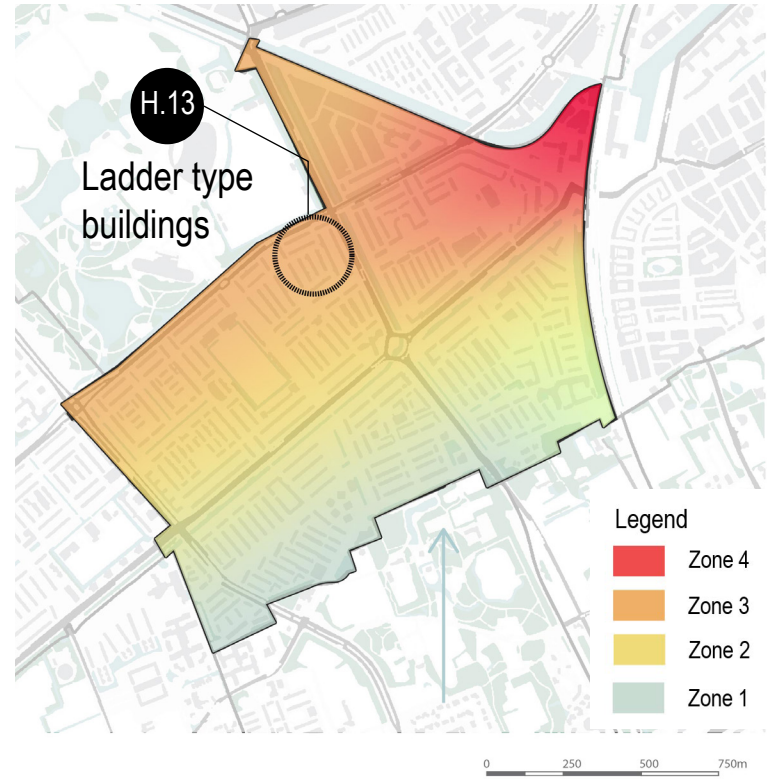 H.13
Ladder type
buildings
Legend
Zone 4
Zone 3
Zone 2
Zone 1
0 250 500 750m